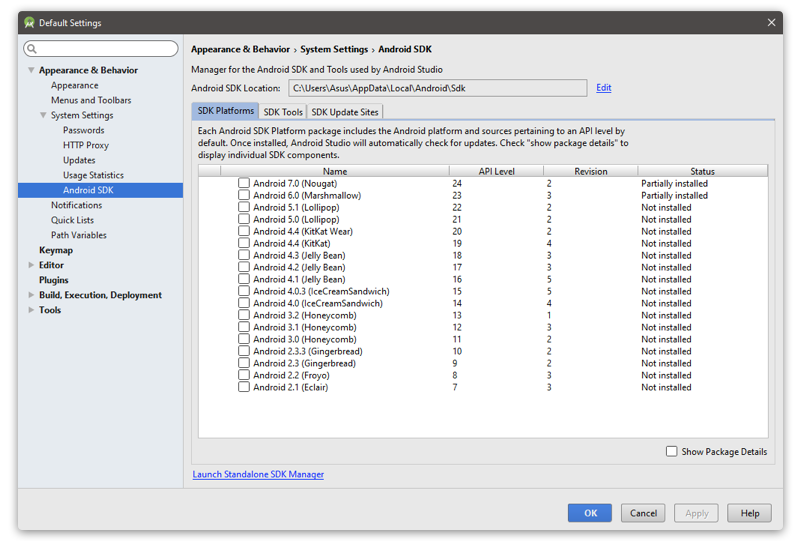 Default Settings
Appearance & Behavior › System Settings › Android SDK
Appearance & Behavior
Appearance
Menus and Toolbars
System Settings
Passwords
HTTP Proxy
Updates
Usage Statistics
Android SDK
Notifications
Quick Lists
Path Variables
Keymap
Editor
Plugins
Build, Execution, Deployment
Tools
Manager for the Android SDK and Tools used by Android Studio
Android SDK Location: C:\Users\Asus\AppData\Local\Android\Sdk Edit
SDK Platforms SDK Tools SDK Update Sites
Each Android SDK Platform package includes the Android platform and sources pertaining to an API level by
default. Once installed, Android Studio will automatically check for updates. Check "show package details" to
display individual SDK components.
Name API Level Revision Status
Android 7.0 (Nougat) 24 2 Partially installed
Android 6.0 (Marshmallow) 23 3 Partially installed
Android 5.1 (Lollipop) 22 2 Not installed
Android 5.0 (Lollipop) 21 2 Not installed
Android 4.4 (KitKat Wear) 20 2 Not installed
Android 4.4 (KitKat) 19 4 Not installed
Android 4.3 (Jelly Bean) 18 3 Not installed
Android 4.2 (Jelly Bean) 17 3 Not installed
Android 4.1 (Jelly Bean) 16 5 Not installed
Android 4.0.3 (IceCreamSandwich) 15 5 Not installed
Android 4.0 (IceCreamSandwich) 14 4 Not installed
Android 3.2 (Honeycomb) 13 1 Not installed
Android 3.1 (Honeycomb) 12 3 Not installed
Android 3.0 (Honeycomb) 11 2 Not installed
Android 2.3.3 (Gingerbread) 10 2 Not installed
Android 2.3 (Gingerbread) 9 2 Not installed
Android 2.2 (Froyo) 8 3 Not installed
Android 2.1 (Eclair) 7 3 Not installed
Show Package Details
Launch Standalone SDK Manager
OK Cancel Apply Help